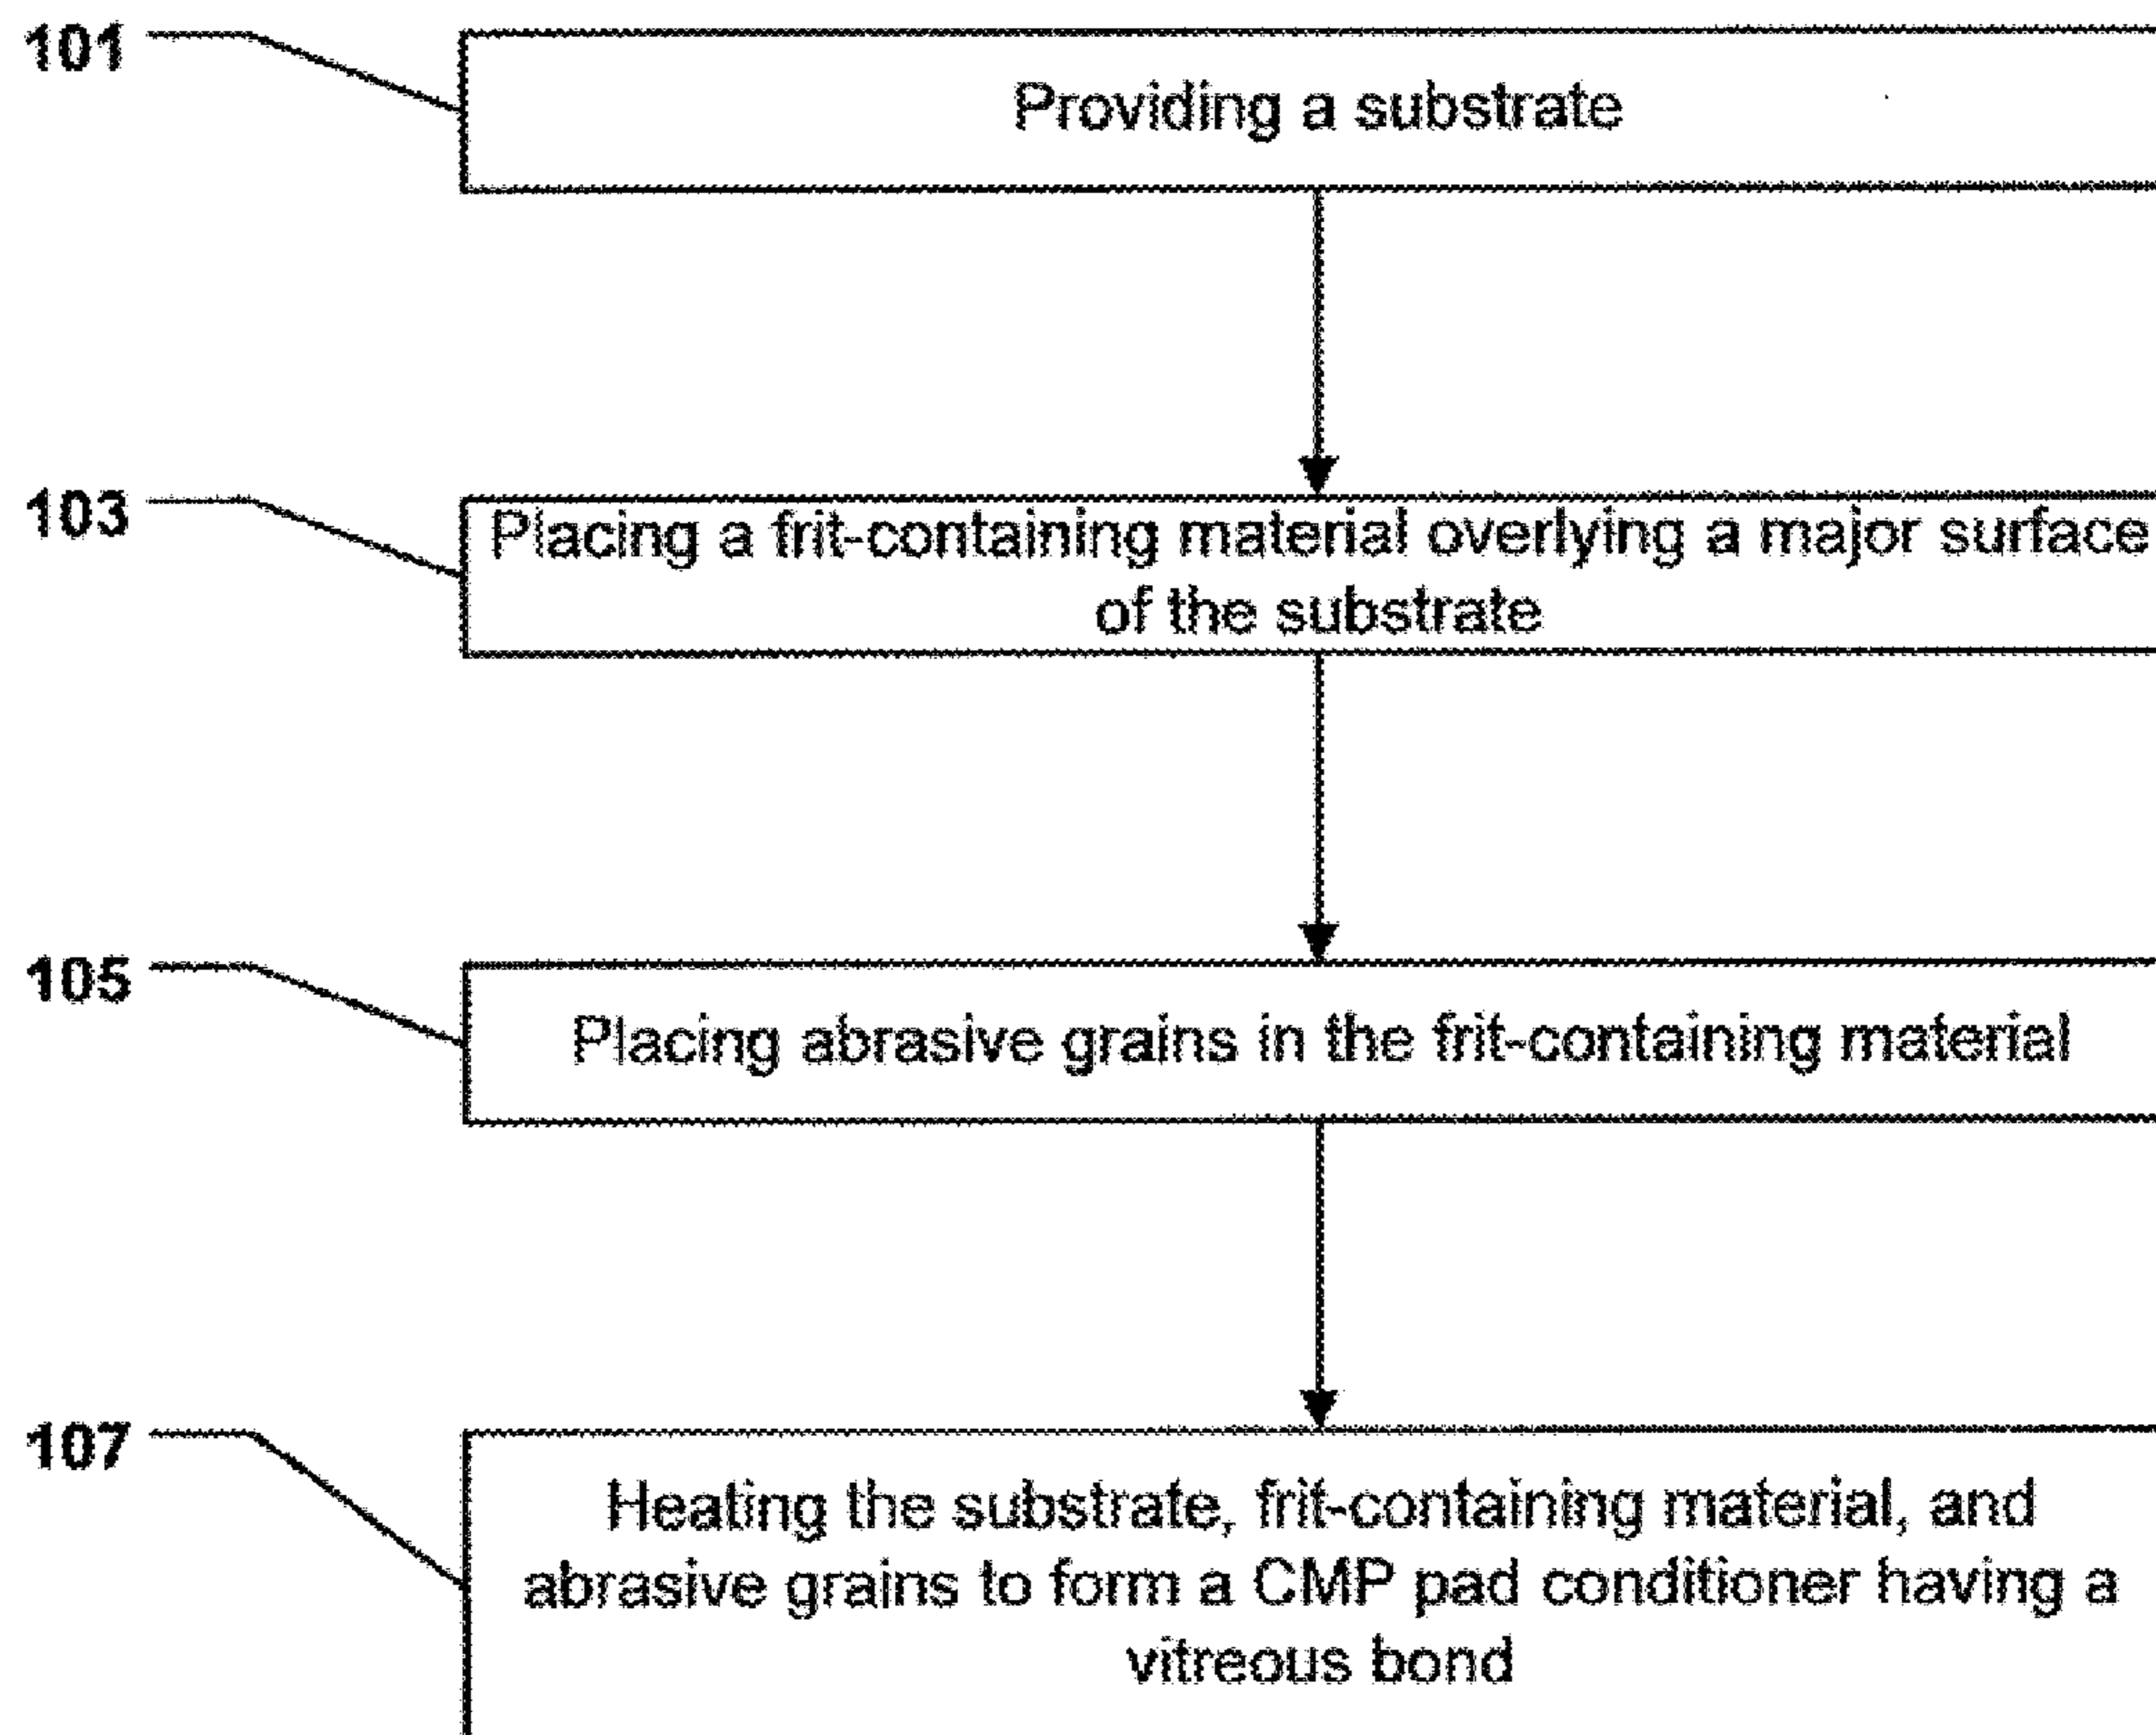 101
Providing a substrate
103
Placing a frit-containing material overlying a major surface
of the substrate
105
Placing abrasive grains in the frit-containing material
107
Heating the substrate, frit-containing material, and
abrasive grains to form a CMP pad conditioner having a
vitreous bond